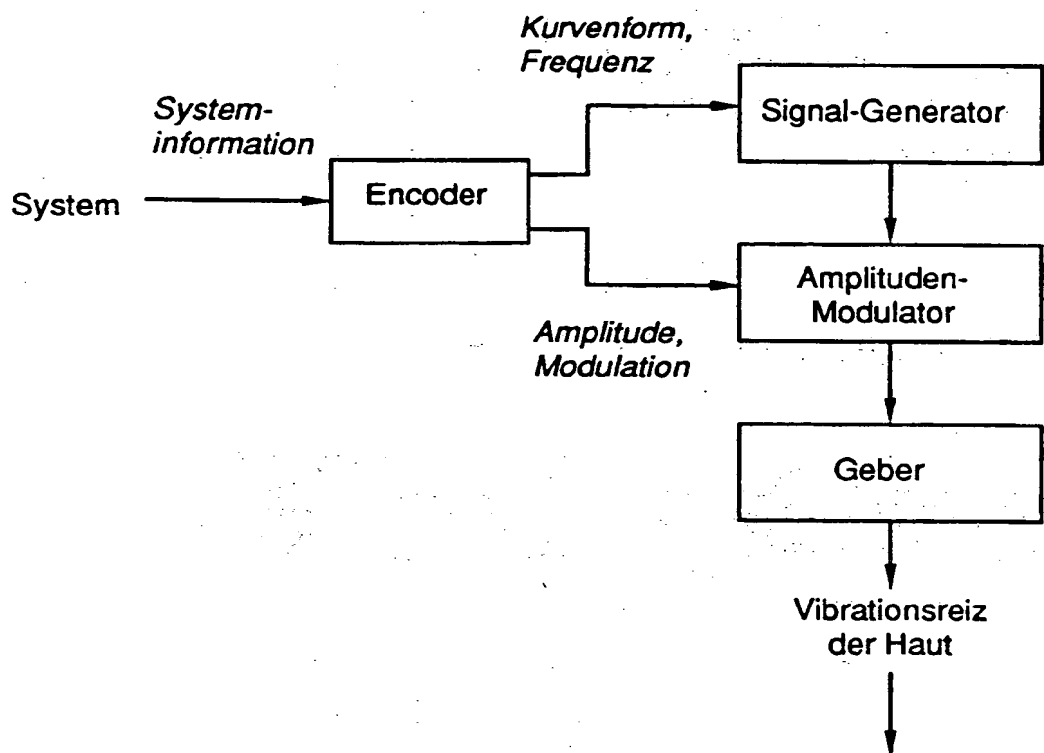 Kurvenform,
Frequenz
Signal-Generator
System-
information
System
Encoder
Amplituden-
Modulator
Amplitude,
Modulation
Geber
Vibrationsreiz
der Haut